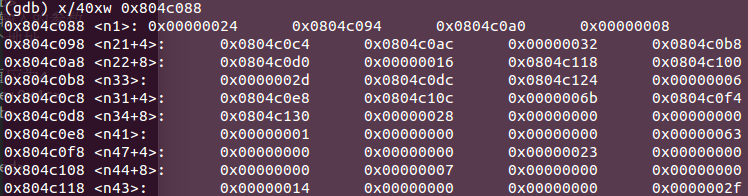 (gdb) x/40xw 0x804c088
0x804c088 <n1>: 0x00000024 0x0804c094 0x0804c0a0 0x00000008
0x804c098 <n21+4>: 0x0804c0c4 0x0804c0ac 0x00000032 0x0804c0b8
0x804c0a8 <n22+8>: 0x0804c0d0 0x00000016 0x0804c118 0x0804c100
0x804c0b8 <n33>: 0x0000002d 0x0804c0dc 0x0804c124 0x00000006
0x804c0c8 <n31+4>: 0x0804c0e8 0x0804c10c 0x0000006b 0x0804c0f4
0x804c0d8 <n34+8>: 0x0804c130 0x00000028 0x00000000 0x00000000
0x804c0e8 <n41>: 0x00000001 0x00000000 0x00000000 0x00000063
0x804c0f8 <n47+4>: 0x00000000 0x00000000 0x00000023 0x00000000
0x804c108 <n44+8>: 0x00000000 0x00000007 0x00000000 0x00000000
0x804c118 <n43>: 0x00000014 0x00000000 0x00000000 0x0000002f